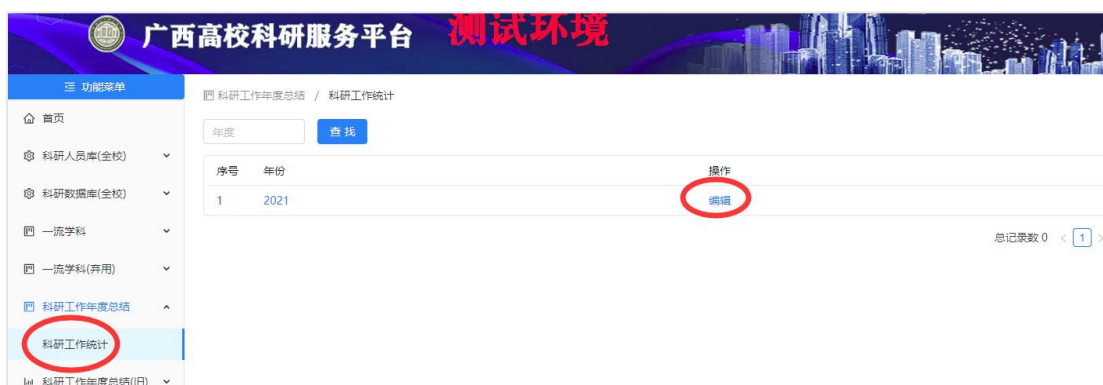 广西高校科研服务平台 测试环境
功能菜单
首页
科研人员库(全校)
科研数据库(全校)
一流学科
一流学科(弃用)
科研工作年度总结
科研工作统计
科研工作年度总结(旧)
科研工作年度总结 / 科研工作统计
年度 查找
序号 年份 操作
1 2021 编辑
总记录数 0 < 1 >